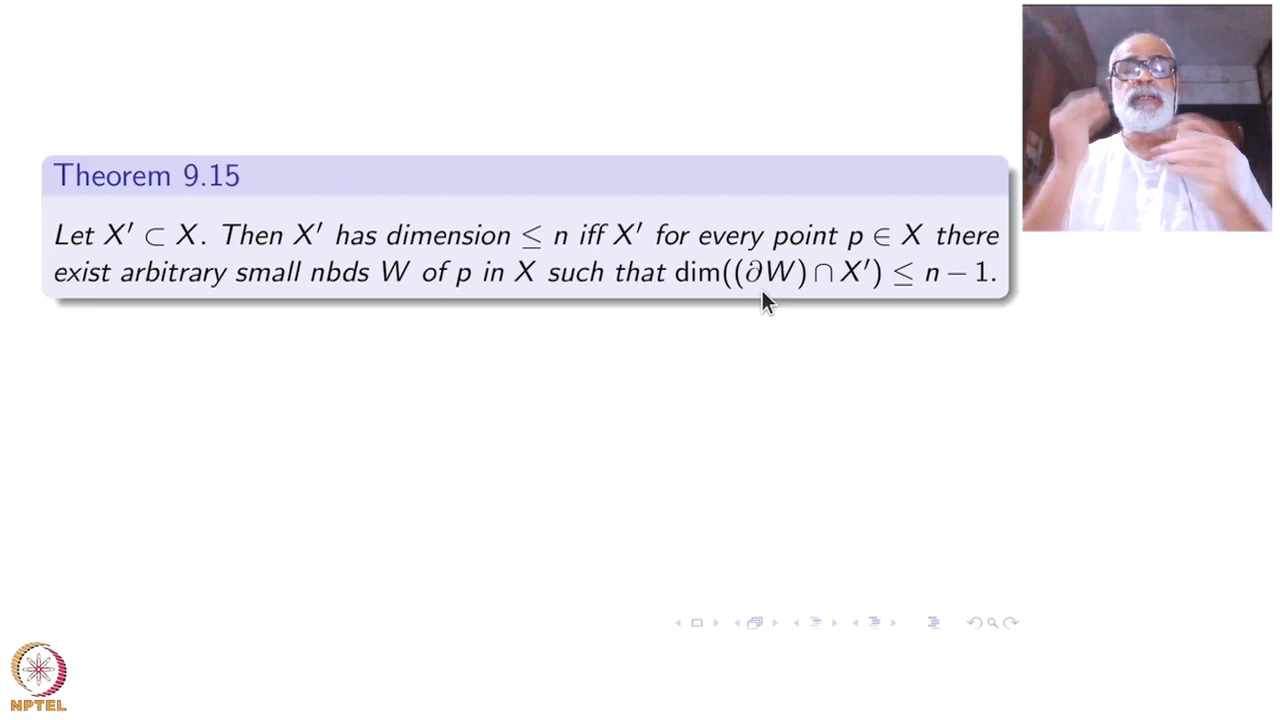 Theorem 9.15
Let X′ ⊂ X. Then X′ has dimension ≤ n iff X′ for every point p ∈ X there
exist arbitrary small nbds W of p in X such that dim((∂W) ∩ X′) ≤ n − 1.
NPTEL